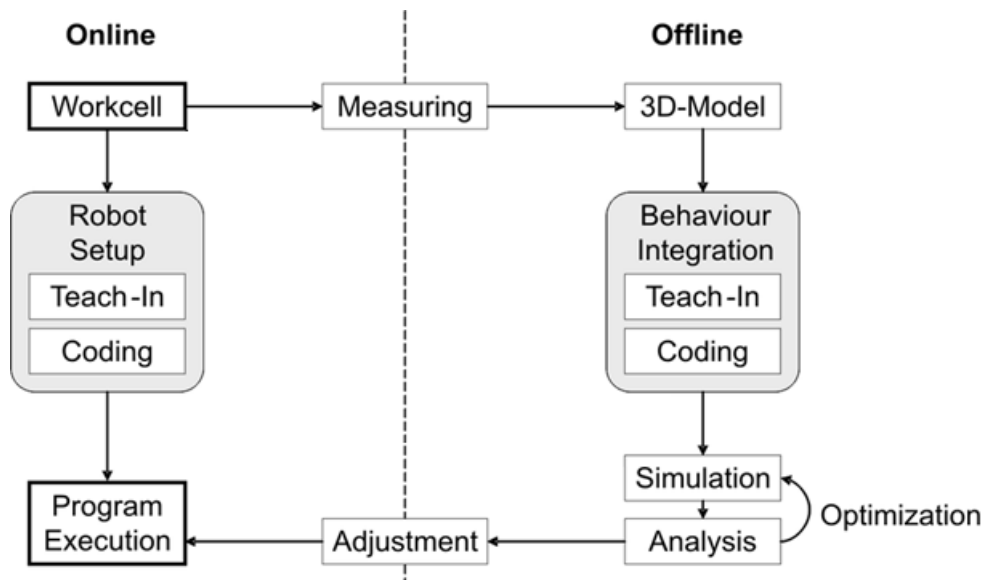 Online
Offline
Workcell
Measuring
3D-Model
Robot
Setup
Teach-In
Coding
Behaviour
Integration
Teach-In
Coding
Simulation
Optimization
Program
Execution
Adjustment
Analysis